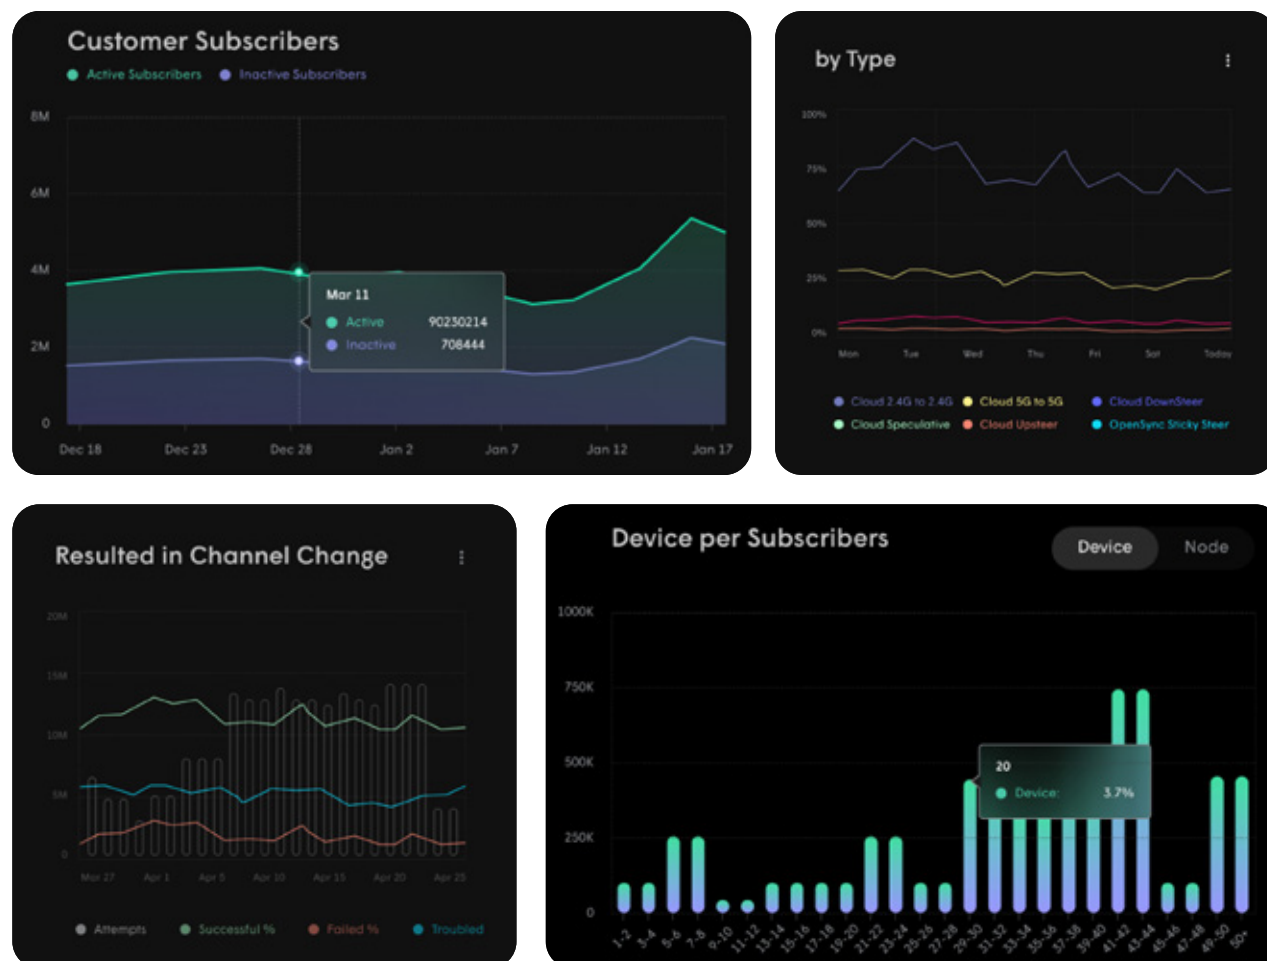 Customer Subscribers
Active Subscribers Inactive Subscribers
8M
6M
4M
2M
0
Mar 11
Active 90230214
Inactive 708444
Dec 18 Dec 23 Dec 28 Jan 2 Jan 7 Jan 12 Jan 17
by Type
100%
75%
50%
25%
0%
Mon Tue Wed Thu Fri Sat Today
Cloud 2.4G to 2.4G Cloud 5G to 5G Cloud DownSteer
Cloud Speculative Cloud Upsteer OpenSync Sticky Steer
Resulted in Channel Change
20M
15M
10M
5M
0
Mar 27 Apr 1 Apr 5 Apr 10 Apr 15 Apr 20 Apr 25
Attempts Successful % Failed % Troubled
Device per Subscribers
Device Node
1000K
750K
500K
250K
0
20
Device: 3.7%
1-2 3-4 5-6 7-8 9-10 11-12 13-14 15-16 17-18 19-20 21-22 23-24 25-26 27-28 29-30 31-32 33-34 35-36 37-38 39-40 41-42 43-44 45-46 47-48 49-50 50+